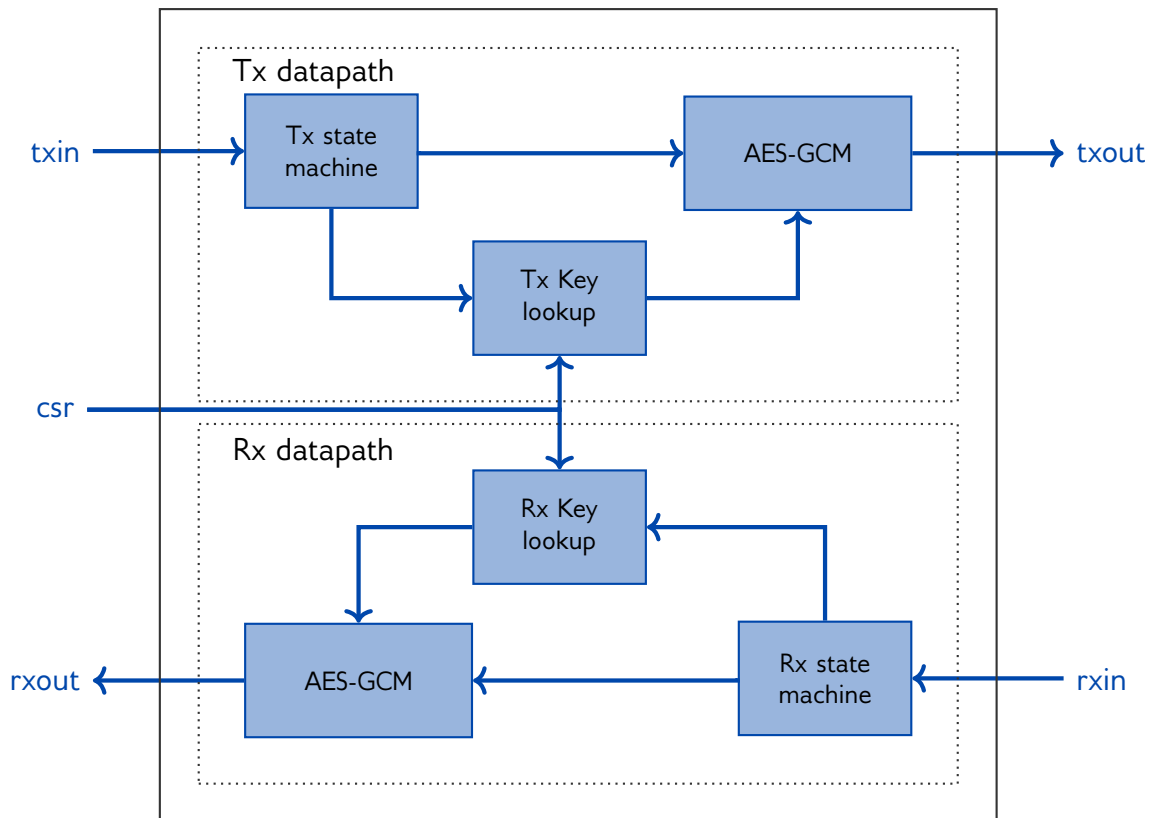 Tx datapath
Tx state
machine
AES-GCM
txin
txout
Tx Key
lookup
csr
Rx datapath
Rx Key
lookup
AES-GCM
Rx state
machine
rxout
rxin